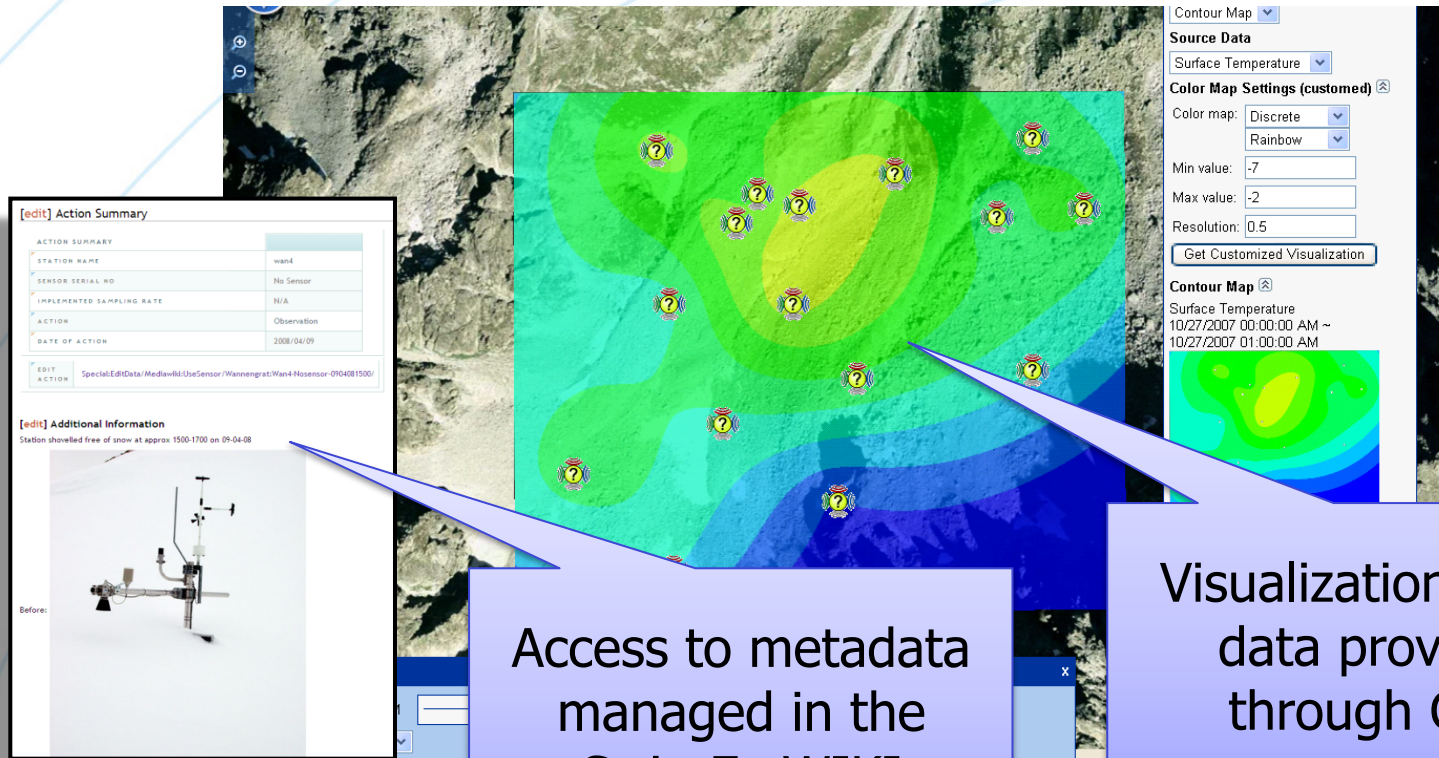 Contour Map
Source Data
Surface Temperature
Color Map Settings (customed)
Color map: Discrete
Rainbow
Min value: -7
Max value: -2
Resolution: 0.5
Get Customized Visualization
Contour Map
Surface Temperature
10/27/2007 00:00:00 AM ~
10/27/2007 01:00:00 AM
[edit] Action Summary
ACTION SUMMARY
STATION NAME wan4
SENSOR SERIAL NO No Sensor
IMPLEMENTED SAMPLING RATE N/A
ACTION Observation
DATE OF ACTION 2008/04/09
EDIT ACTION Special:EditData/Mediawiki:UseSensor/Wannengrat:Wan4-Nosensor-0904081500/
[edit] Additional Information
Station shovelled free of snow at approx 1500-1700 on 09-04-08
Before:
Access to metadata
managed in the
Visualization
data prov
through
x